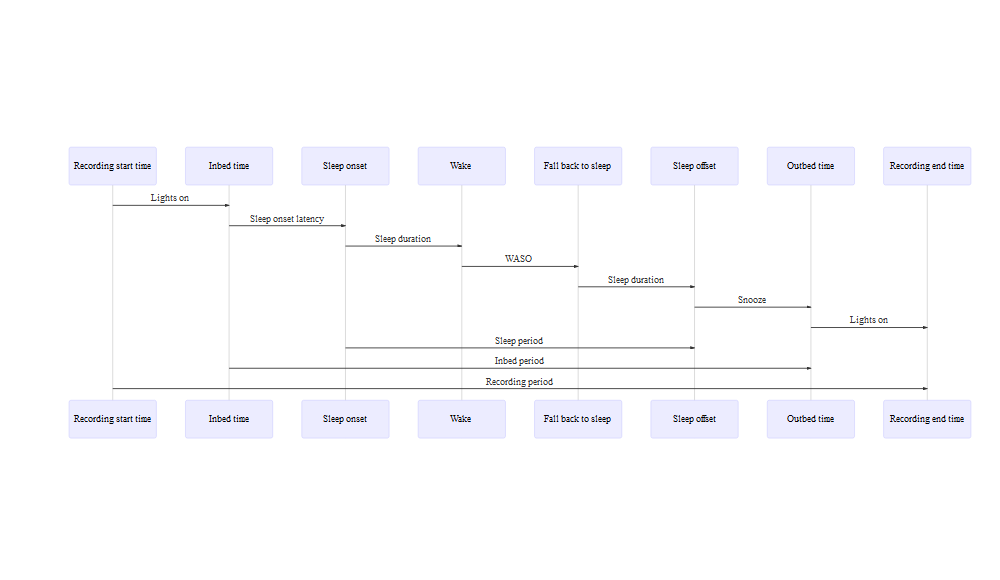 Recording start time Inbed time Sleep onset Wake Fall back to sleep Sleep offset Outbed time Recording end time
Lights on
Sleep onset latency
Sleep duration
WASO
Sleep duration
Snooze
Lights on
Sleep period
Inbed period
Recording period
Recording start time Inbed time Sleep onset Wake Fall back to sleep Sleep offset Outbed time Recording end time